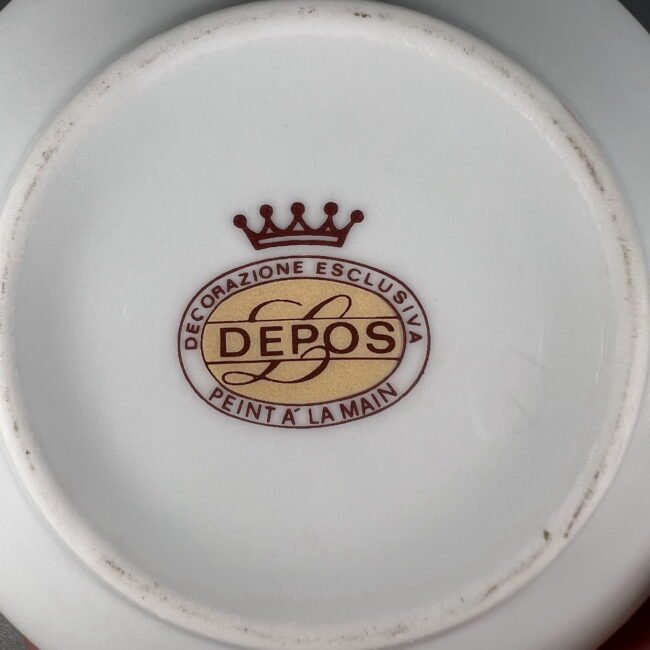 DECORAZIONE ESCLUSIVA
DEPOS
PEINT A´ LA MAIN